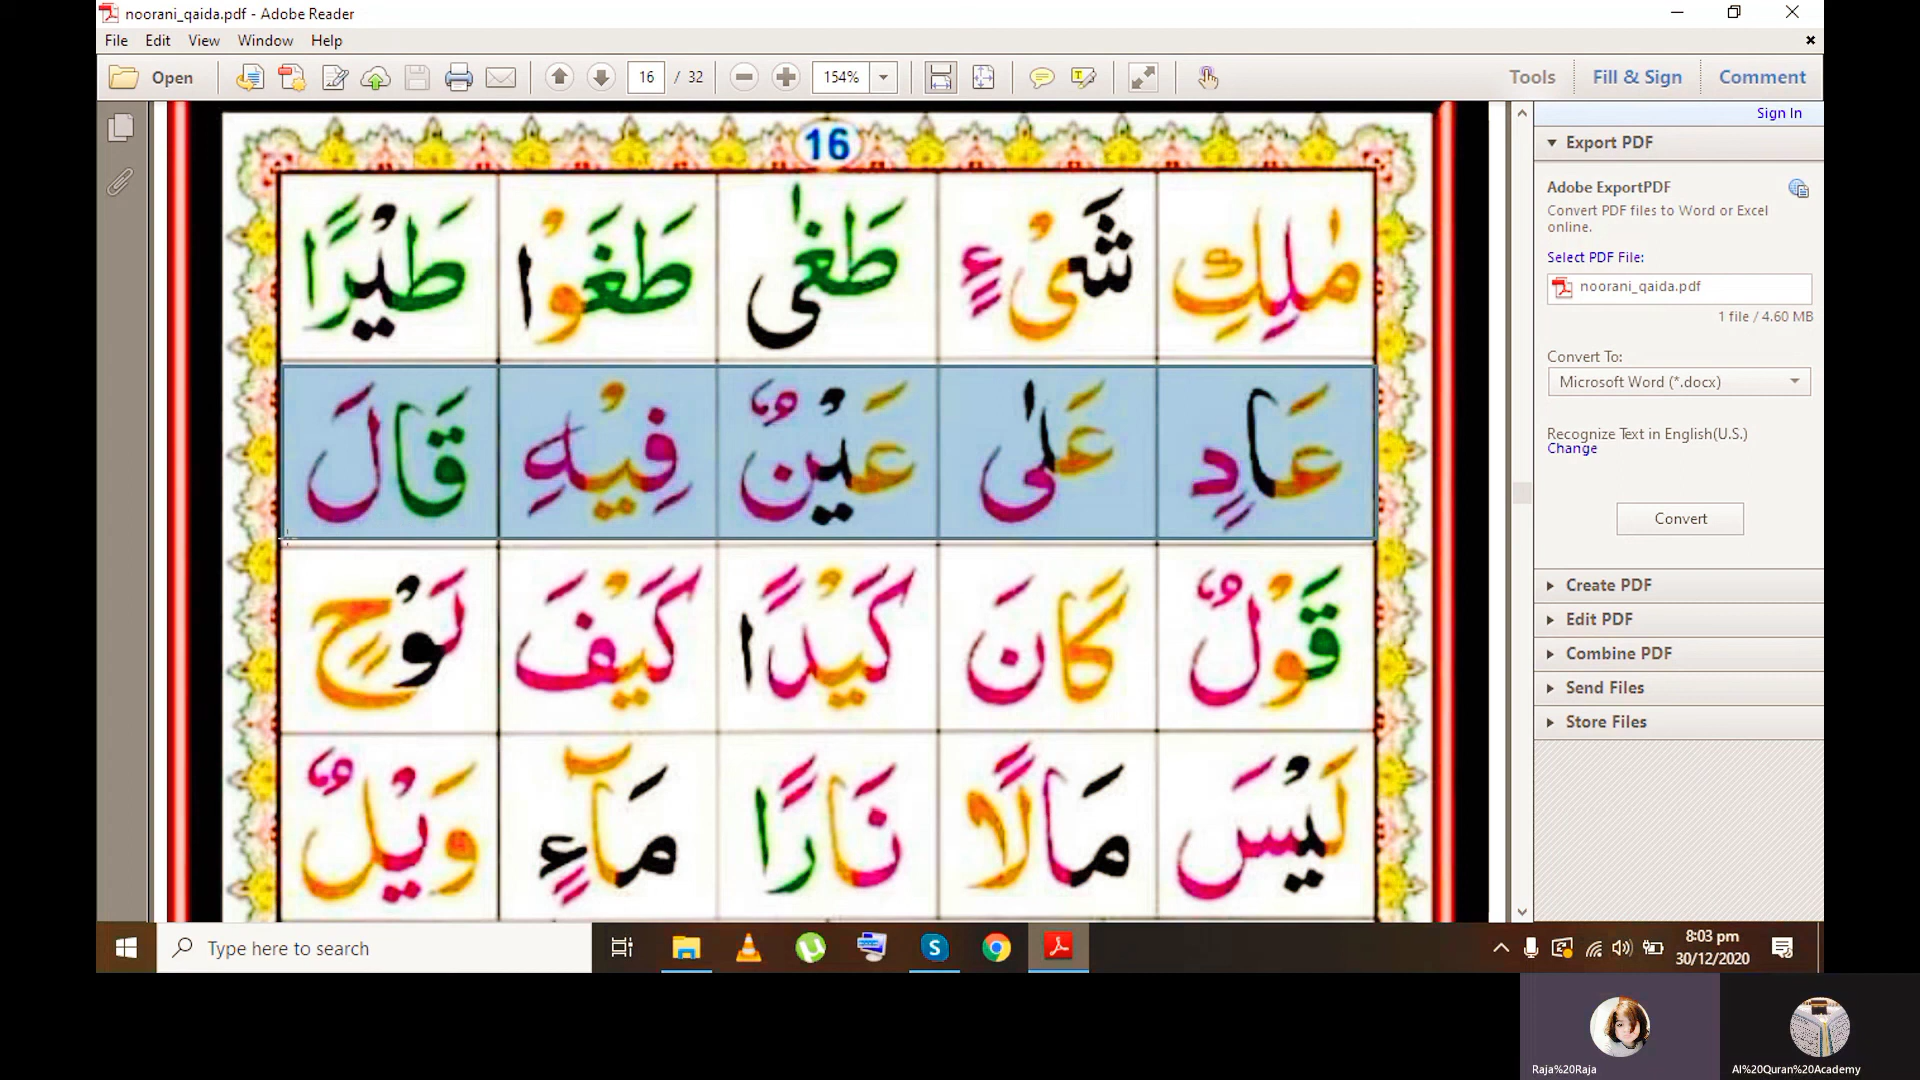 noorani_qaida.pdf - Adobe Reader
File Edit View Window Help
Open 16 / 32 154% Tools Fill & Sign Comment
Sign In
Export PDF
Adobe ExportPDF
Convert PDF files to Word or Excel
online.
Select PDF File:
noorani_qaida.pdf
1 file / 4.60 MB
Convert To:
Microsoft Word (*.docx)
Recognize Text in English(U.S.)
Change
Convert
Create PDF
Edit PDF
Combine PDF
Send Files
Store Files
16
مٰلِكِ شَیْءٍ طَغٰی طَغَوْا طَيْرًا
عَادٍ عَلٰی عَيْنٌ فِيْهِ قَالَ
قَوْلٌ كَانَ كَيْدًا كَيْفَ لَوْحٍ
لَيْسَ مَالًا نَارًا مَآءٍ وَيْلٌ
Type here to search
8:03 pm
30/12/2020
Raja%20Raja
Al%20Quran%20Academy